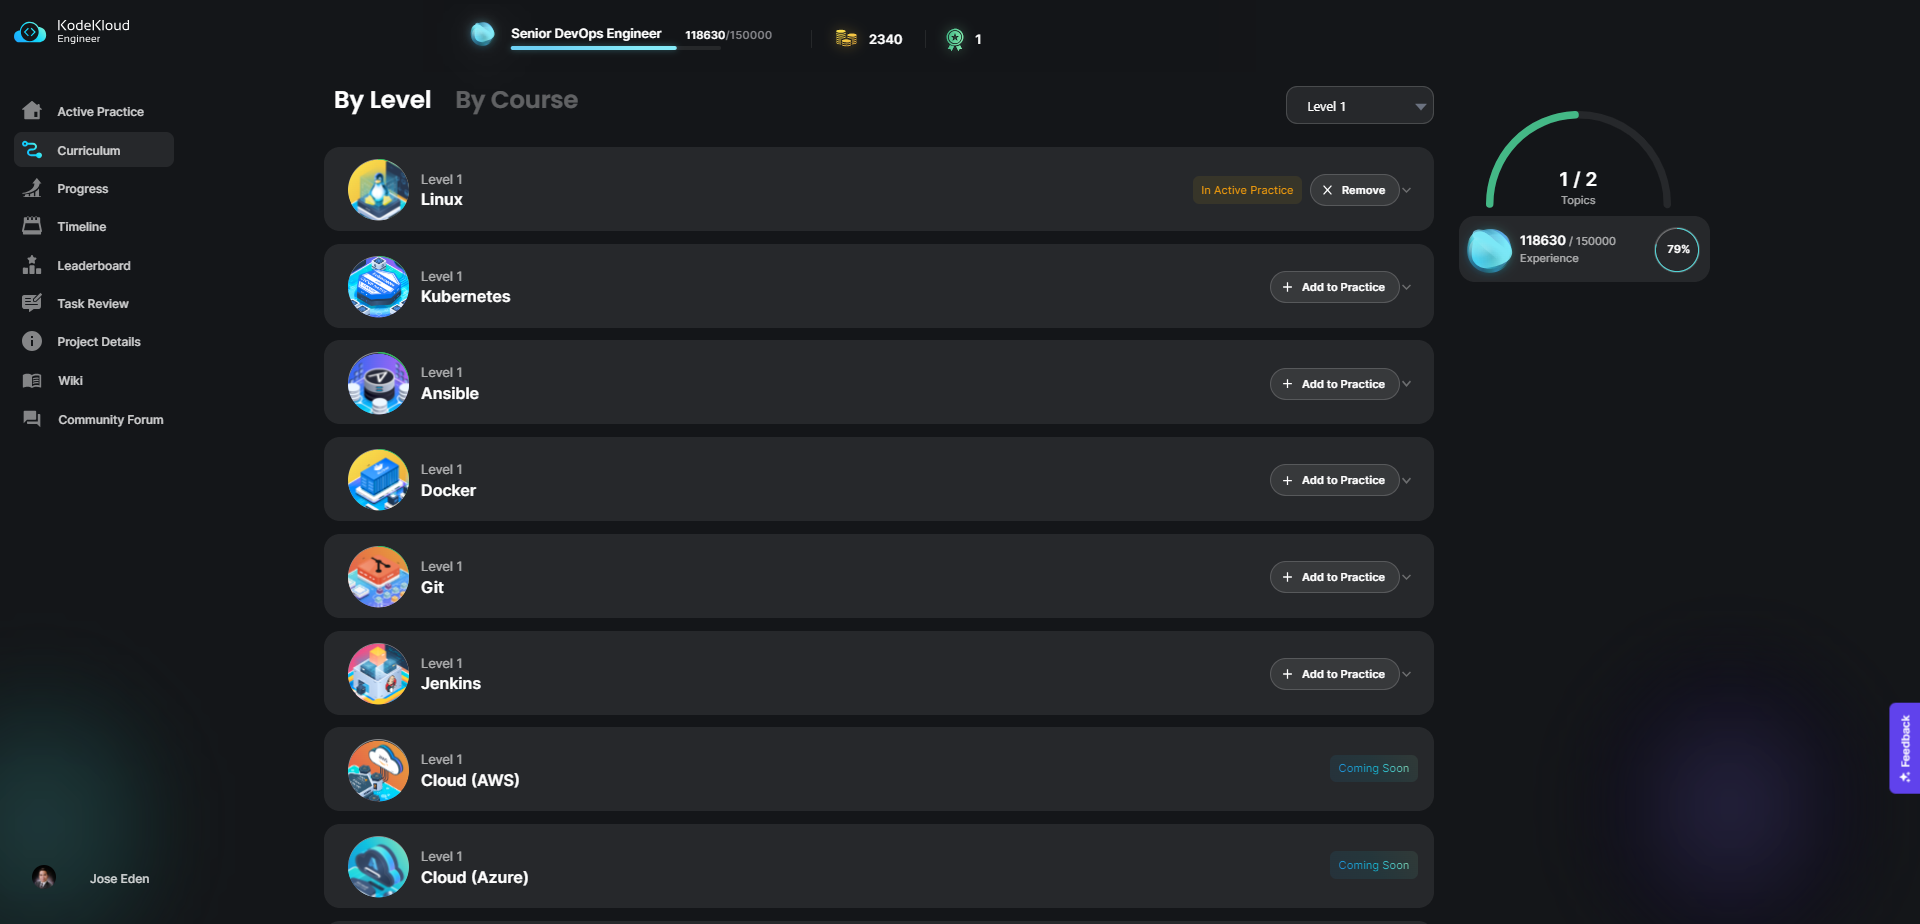 KodeKloud
Engineer
Senior DevOps Engineer
118630/150000
2340
1
Active Practice
Curriculum
Progress
Timeline
Leaderboard
Task Review
Project Details
Wiki
Community Forum
Jose Eden
By Level
By Course
Level 1
Level 1
Linux
In Active Practice
Remove
Level 1
Kubernetes
Add to Practice
Level 1
Ansible
Add to Practice
Level 1
Docker
Add to Practice
Level 1
Git
Add to Practice
Level 1
Jenkins
Add to Practice
Level 1
Cloud (AWS)
Coming Soon
Level 1
Cloud (Azure)
Coming Soon
1 / 2
Topics
118630 / 150000
Experience
79%
Feedback